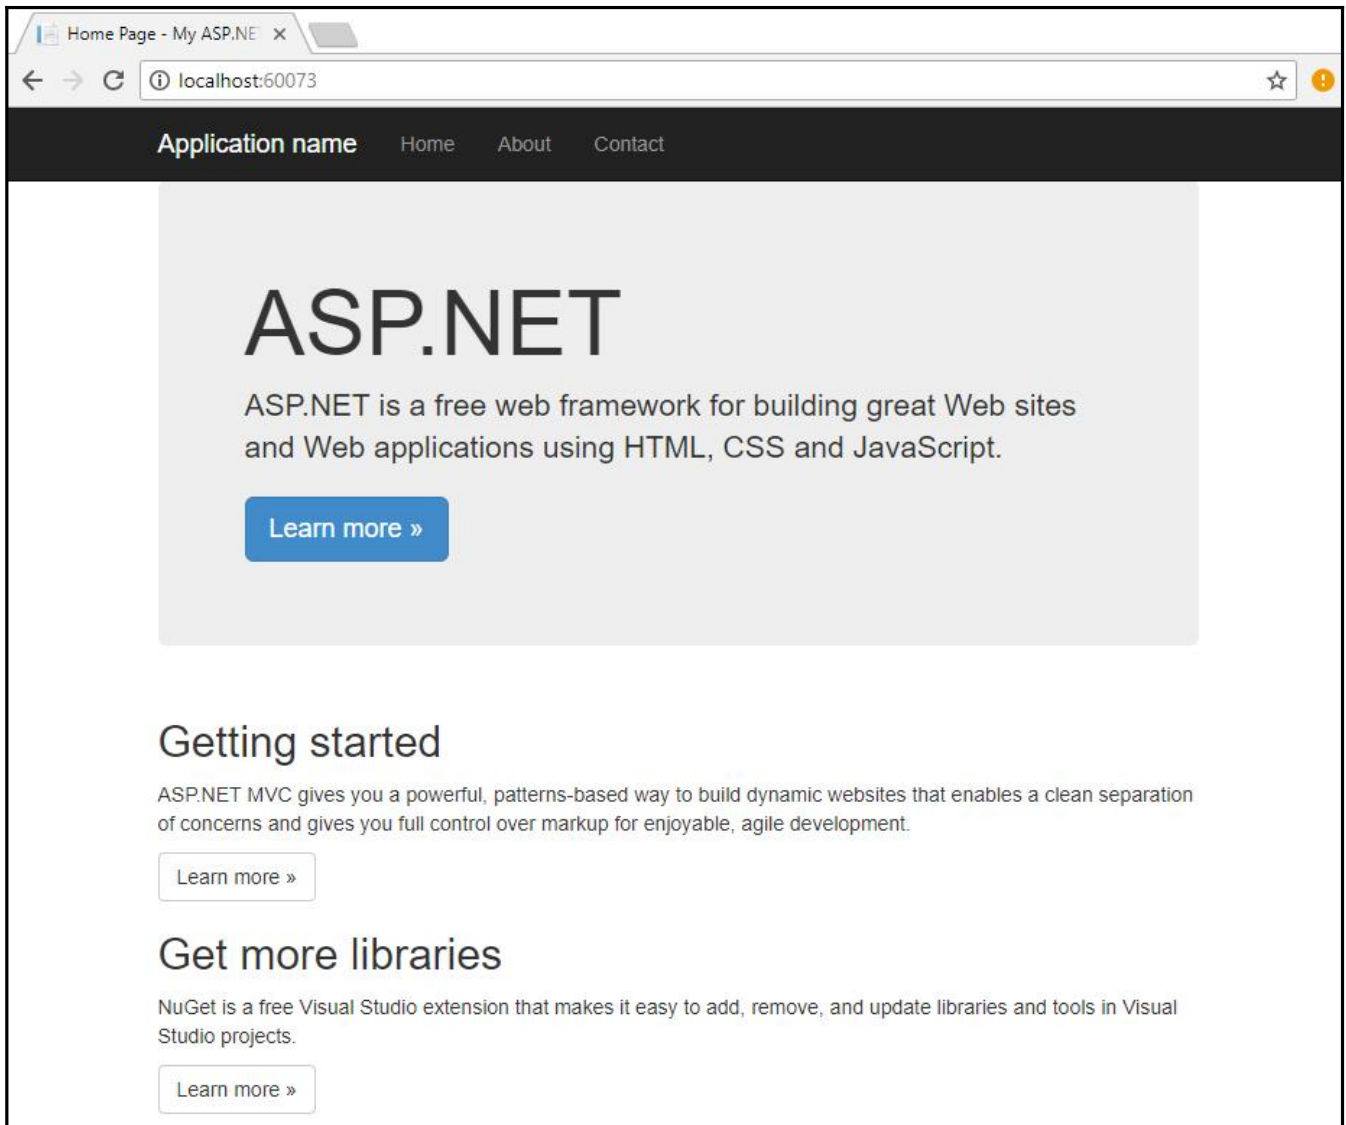 Home Page - My ASP.NE
localhost:60073
Application name Home About Contact
ASP.NET
ASP.NET is a free web framework for building great Web sites
and Web applications using HTML, CSS and JavaScript.
Learn more »
Getting started
ASP.NET MVC gives you a powerful, patterns-based way to build dynamic websites that enables a clean separation
of concerns and gives you full control over markup for enjoyable, agile development.
Learn more »
Get more libraries
NuGet is a free Visual Studio extension that makes it easy to add, remove, and update libraries and tools in Visual
Studio projects.
Learn more »